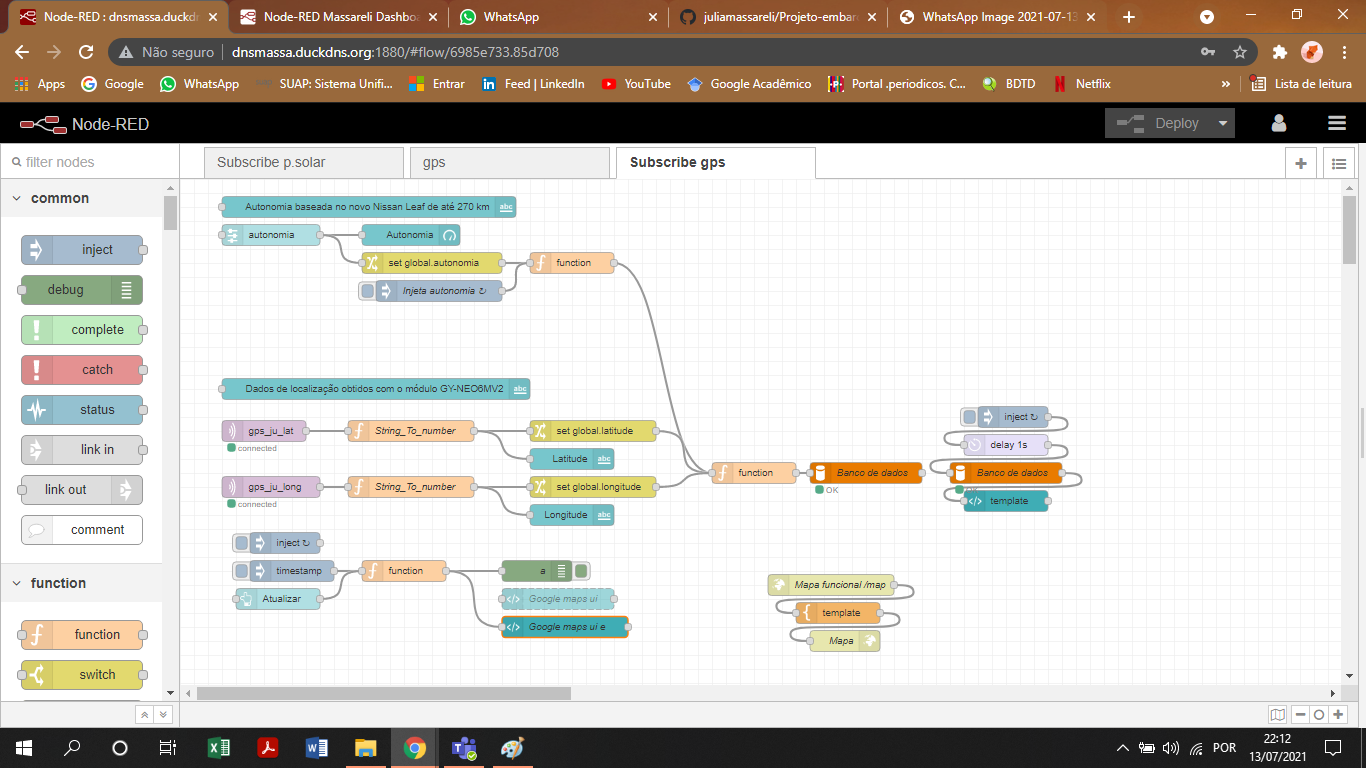 Node-RED : dnsmassa.duckdn
Node-RED Massareli Dashboa
WhatsApp
juliamassareli/Projeto-embar
WhatsApp Image 2021-07-13
Não seguro
dnsmassa.duckdns.org:1880/#flow/6985e733.85d708
Apps
Google
WhatsApp
SUAP: Sistema Unifi...
Entrar
Feed | LinkedIn
YouTube
Google Acadêmico
Portal .periodicos. C...
BDTD
Netflix
»
Lista de leitura
Node-RED
Deploy
filter nodes
Subscribe p.solar
gps
Subscribe gps
common
inject
debug
complete
catch
status
link in
link out
comment
function
function
switch
Autonomia baseada no novo Nissan Leaf de até 270 km
abc
autonomia
Autonomia
set global.autonomia
function
Injeta autonomia ↻
Dados de localização obtidos com o módulo GY-NEO6MV2
abc
gps_ju_lat
connected
String_To_number
set global.latitude
Latitude
abc
gps_ju_long
connected
String_To_number
set global.longitude
Longitude
abc
function
Banco de dados
OK
inject ↻
delay 1s
Banco de dados
template
inject ↻
timestamp
function
a
Atualizar
Google maps ui
Google maps ui e
Mapa funcional /map
template
Mapa
POR
22:12
13/07/2021